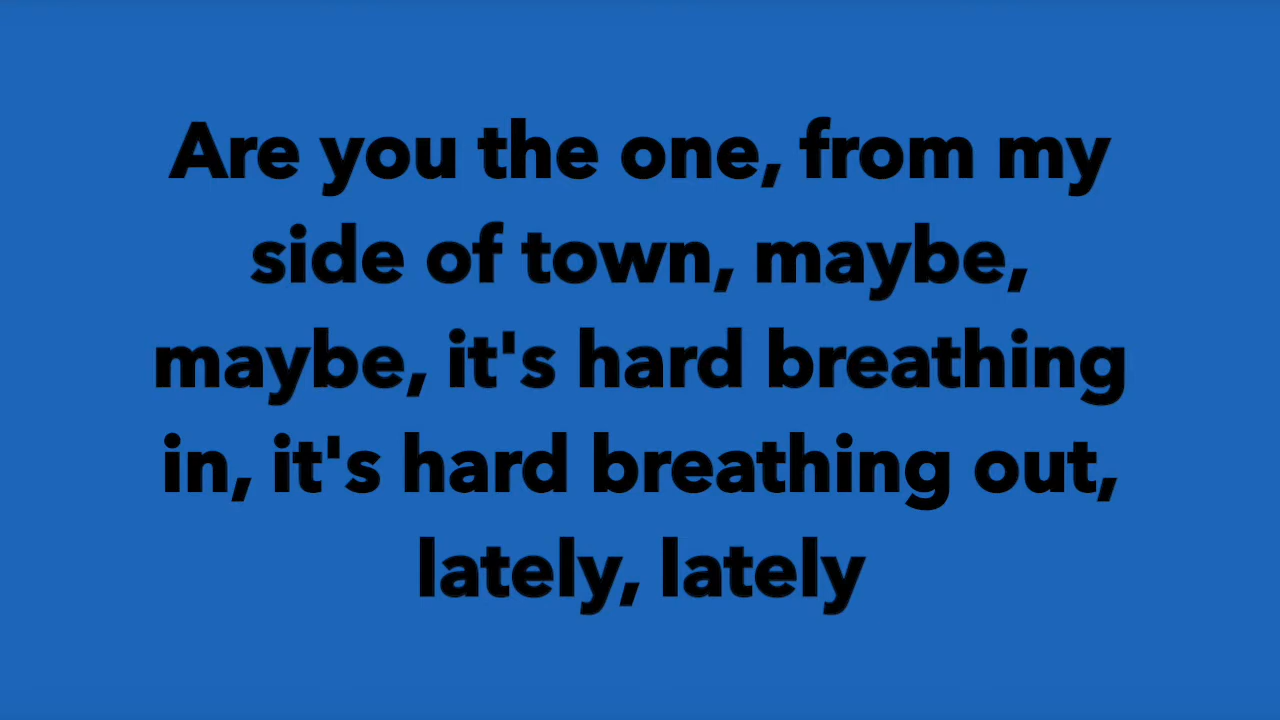 Are you the one, from my
side of town, maybe,
maybe, it's hard breathing
in, it's hard breathing out,
lately, lately